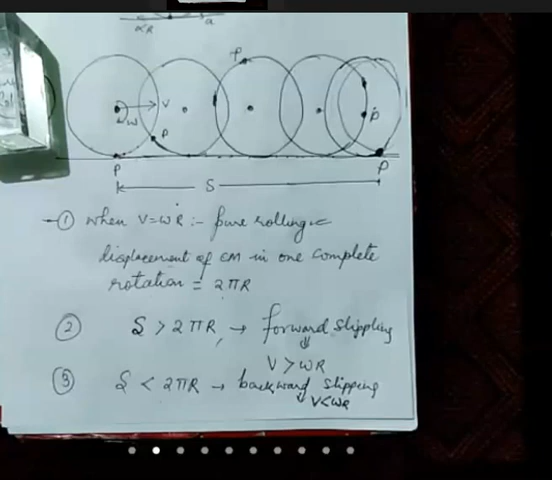 αR a
P
V
ω
P
P
P
P
S
① When V=ωR :- pure rolling
displacement of CM in one complete
rotation = 2πR
② S > 2πR, → forward slippling
⇓
V > ωR
③ S < 2πR → backward slipping
⇓ V<ωR